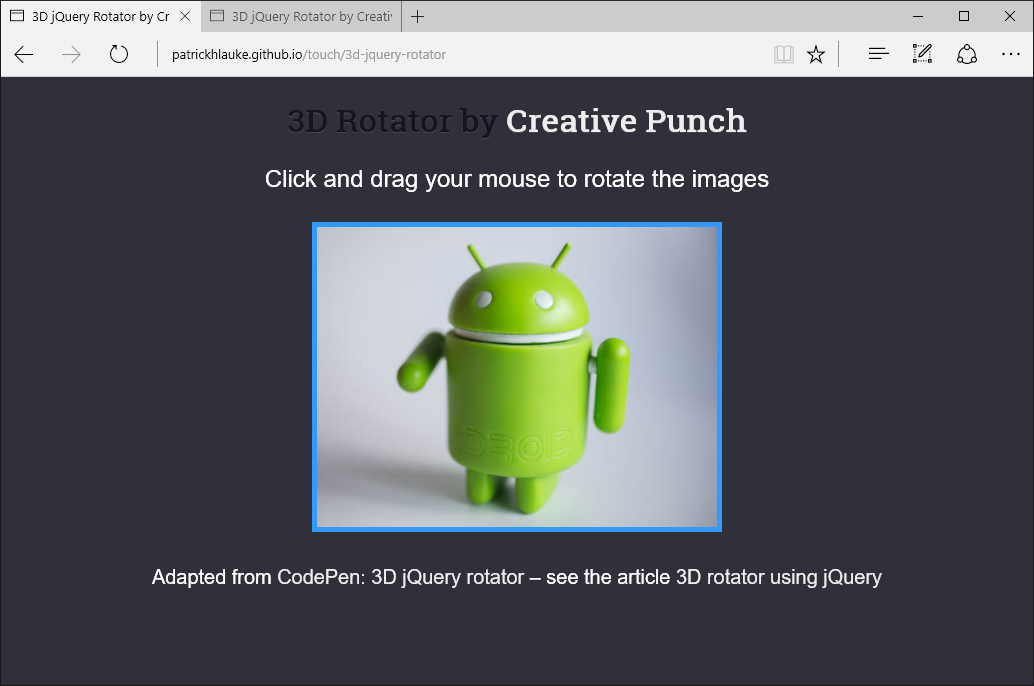 3D jQuery Rotator by Cr
3D jQuery Rotator by Creativ
patrickhlauke.github.io/touch/3d-jquery-rotator
3D Rotator by Creative Punch
Click and drag your mouse to rotate the images
DROID
Adapted from CodePen: 3D jQuery rotator – see the article 3D rotator using jQuery